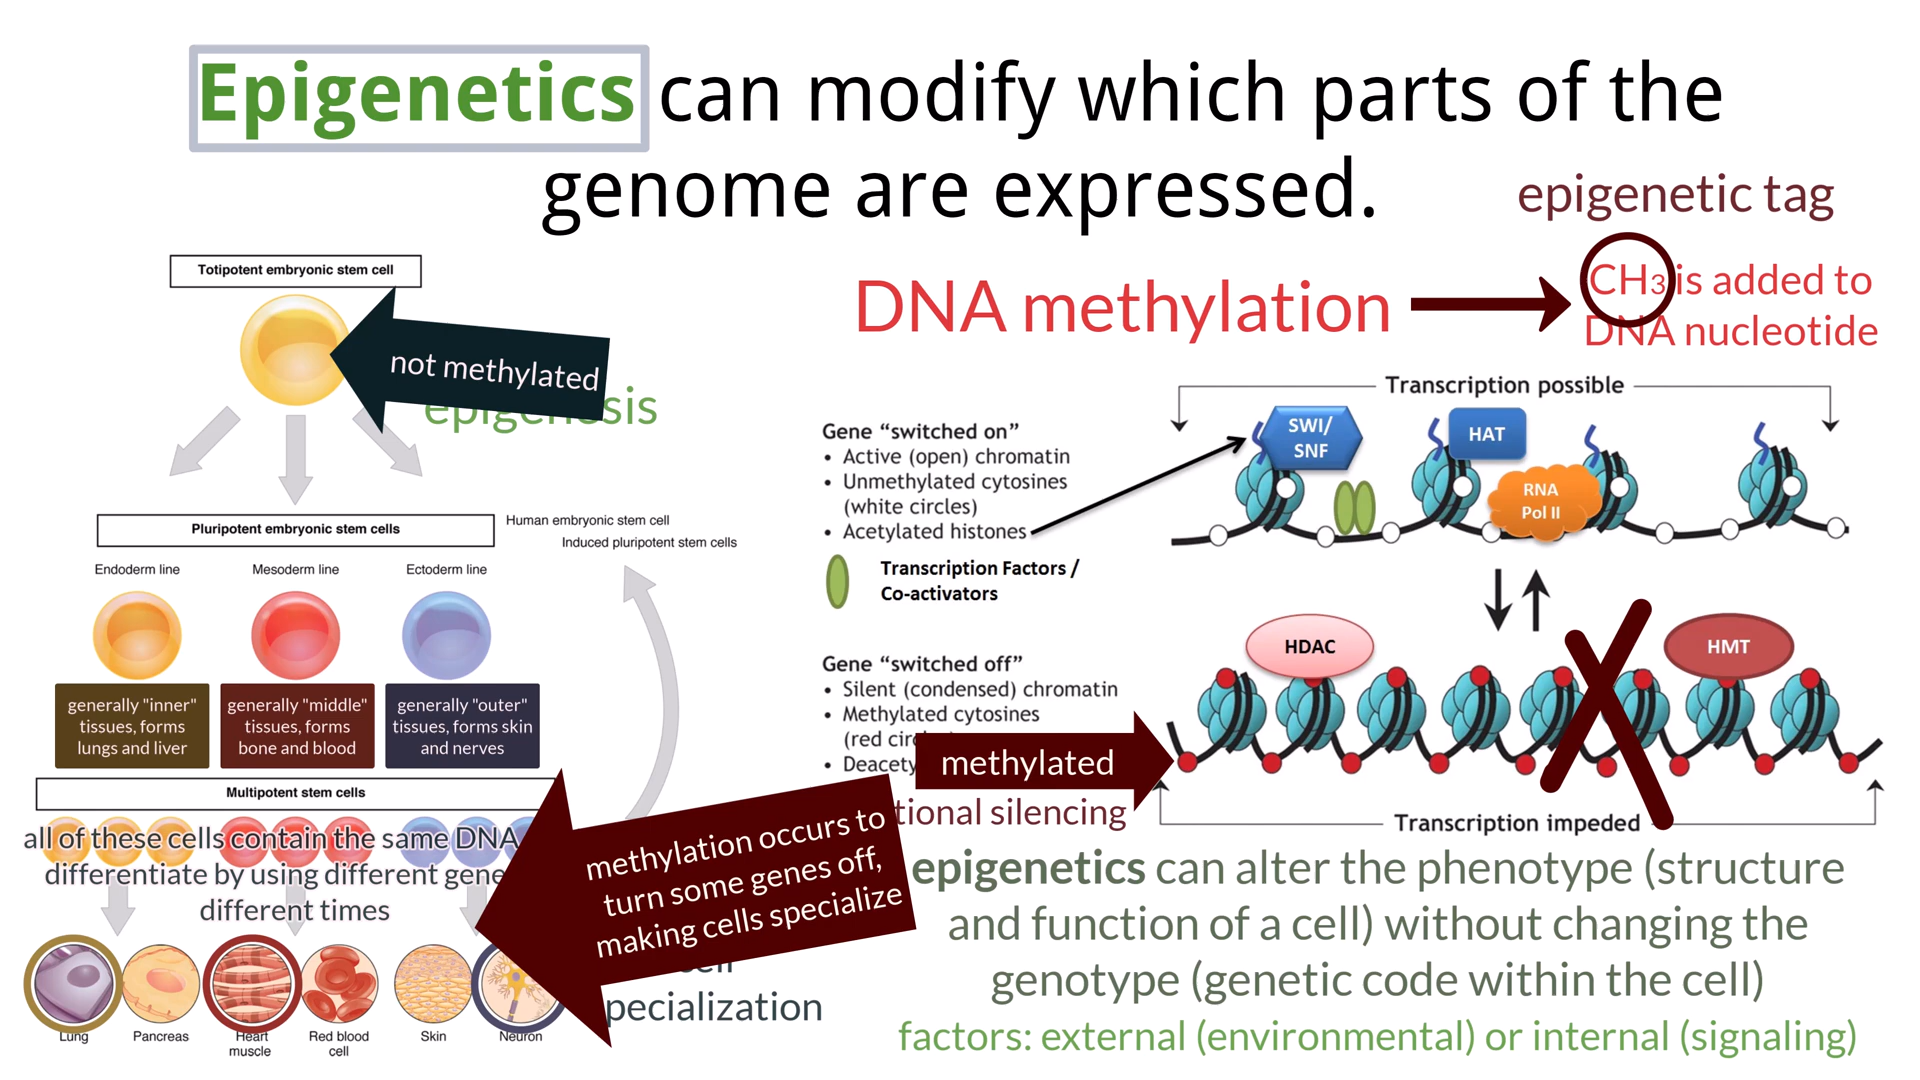 Epigenetics can modify which parts of the
genome are expressed.
epigenetic tag
DNA methylation
CH3 is added to
DNA nucleotide
Totipotent embryonic stem cell
not methylated
Pluripotent embryonic stem cells
Human embryonic stem cell
Induced pluripotent stem cells
Endoderm line
Mesoderm line
Ectoderm line
generally "inner"
tissues, forms
lungs and liver
generally "middle"
tissues, forms
bone and blood
generally "outer"
tissues, forms skin
and nerves
Multipotent stem cells
all of these cells contain the same DNA
differentiate by using different gene
different times
Lung
Pancreas
Heart
muscle
Red blood
cell
Skin
Neuron
methylation occurs to
turn some genes off,
making cells specialize
pecialization
Transcription possible
Gene “switched on”
• Active (open) chromatin
• Unmethylated cytosines
(white circles)
• Acetylated histones
Transcription Factors /
Co-activators
SWI/
SNF
HAT
RNA
Pol II
Gene “switched off”
• Silent (condensed) chromatin
• Methylated cytosines
(red cir
• Deacety
methylated
tional silencing
HDAC
HMT
Transcription impeded
epigenetics can alter the phenotype (structure
and function of a cell) without changing the
genotype (genetic code within the cell)
factors: external (environmental) or internal (signaling)